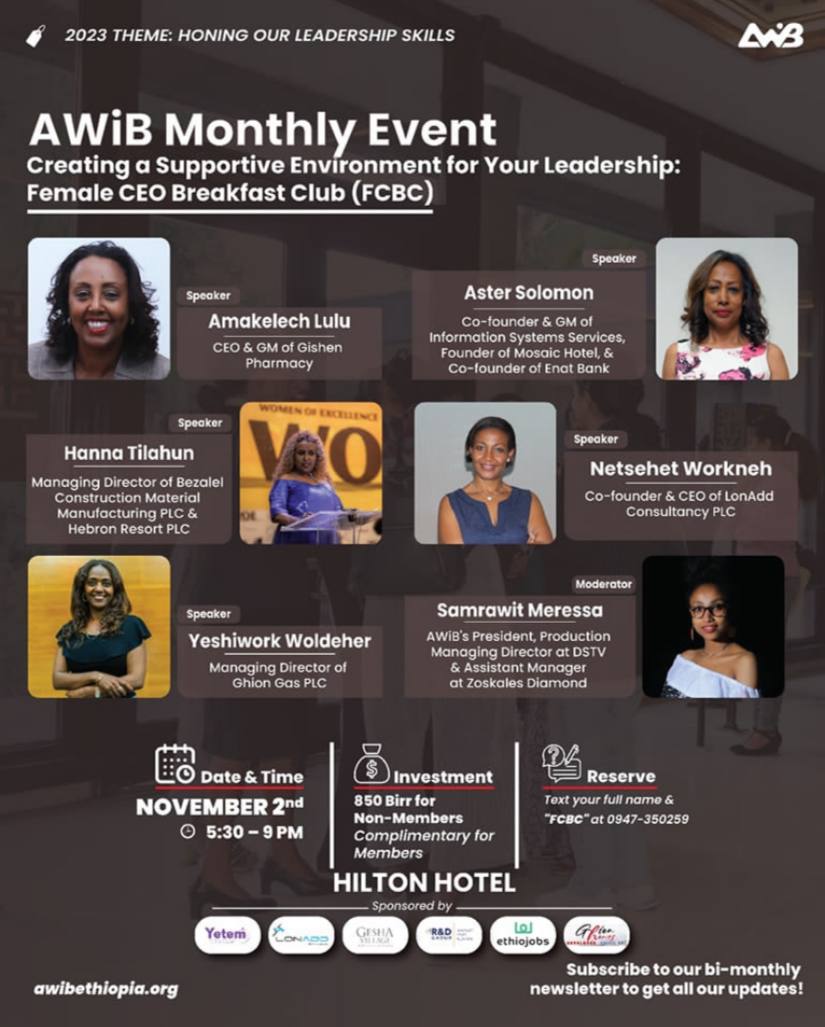 2023 THEME: HONING OUR LEADERSHIP SKILLS
AWiB
AWiB Monthly Event
Creating a Supportive Environment for Your Leadership:
Female CEO Breakfast Club (FCBC)
Speaker
Amakelech Lulu
CEO & GM of Gishen
Pharmacy
Speaker
Aster Solomon
Co-founder & GM of
Information Systems Services,
Founder of Mosaic Hotel, &
Co-founder of Enat Bank
Speaker
Hanna Tilahun
Managing Director of Bezalel
Construction Material
Manufacturing PLC &
Hebron Resort PLC
WOMEN OF EXCELLENCE
WO
Speaker
Netsehet Workneh
Co-founder & CEO of LonAdd
Consultancy PLC
Speaker
Yeshiwork Woldeher
Managing Director of
Ghion Gas PLC
Moderator
Samrawit Meressa
AWiB's President, Production
Managing Director at DSTV
& Assistant Manager
at Zoskales Diamond
Date & Time
NOVEMBER 2nd
5:30 – 9 PM
Investment
850 Birr for
Non-Members
Complimentary for
Members
Reserve
Text your full name &
"FCBC" at 0947-350259
HILTON HOTEL
Sponsored by
Yetem
LONADD
GESHA
VILLAGE
R&D
GROUP
ethiojobs
Ghion
awibethiopia.org
Subscribe to our bi-monthly
newsletter to get all our updates!